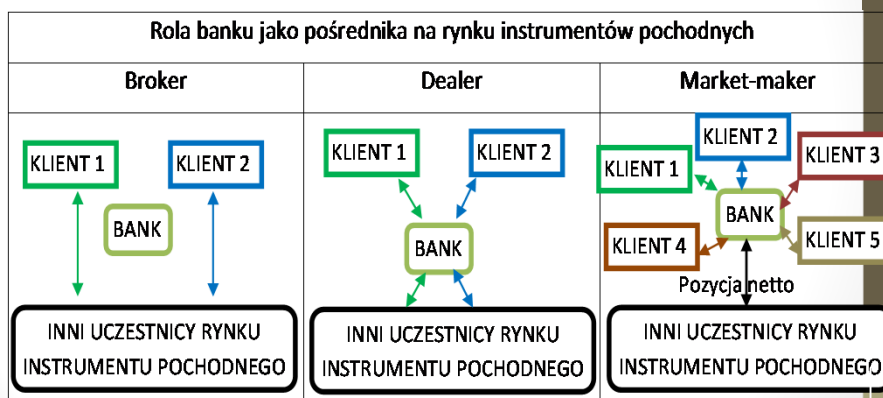 Rola banku jako pośrednika na rynku instrumentów pochodnych
Broker
Dealer
Market-maker
KLIENT 1
KLIENT 2
BANK
INNI UCZESTNICY RYNKU
INSTRUMENTU POCHODNEGO
KLIENT 1
KLIENT 2
BANK
INNI UCZESTNICY RYNKU
INSTRUMENTU POCHODNEGO
KLIENT 2
KLIENT 3
KLIENT 1
BANK
KLIENT 4
KLIENT 5
Pozycja netto
INNI UCZESTNICY RYNKU
INSTRUMENTU POCHODNEGO